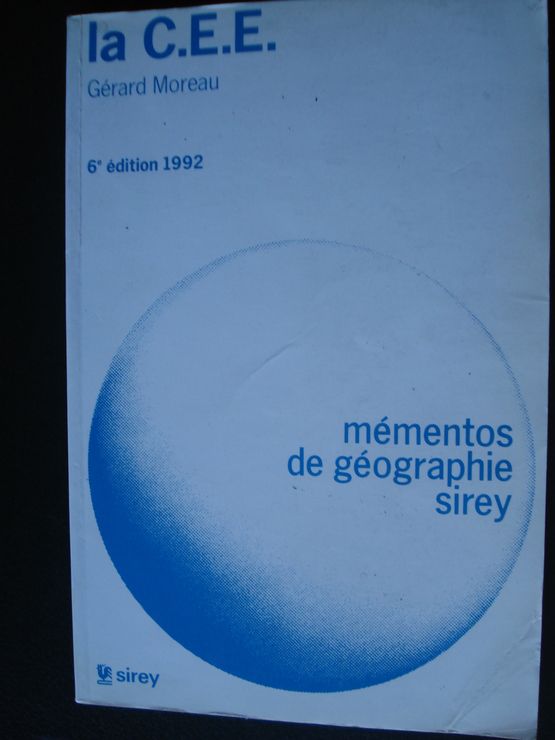 la C.E.E.
Gérard Moreau
6e édition 1992
mémentos
de géographie
sirey
sirey